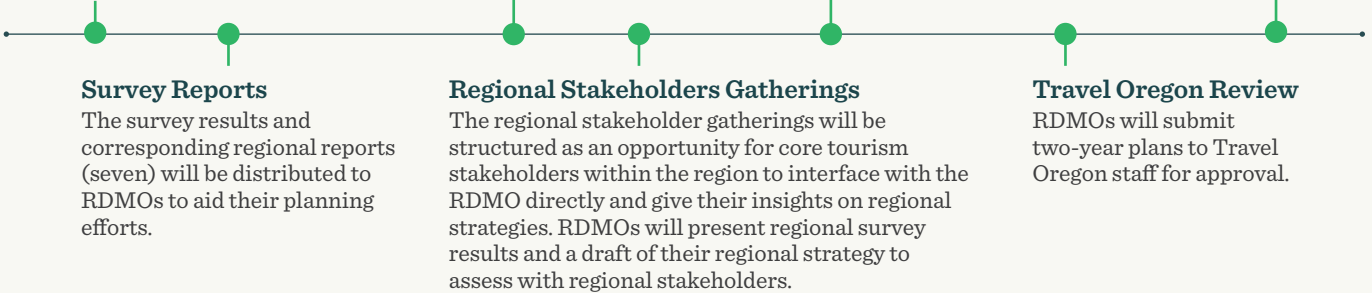 Survey Reports
The survey results and
corresponding regional reports
(seven) will be distributed to
RDMOs to aid their planning
efforts.
Regional Stakeholders Gatherings
The regional stakeholder gatherings will be
structured as an opportunity for core tourism
stakeholders within the region to interface with the
RDMO directly and give their insights on regional
strategies. RDMOs will present regional survey
results and a draft of their regional strategy to
assess with regional stakeholders.
Travel Oregon Review
RDMOs will submit
two-year plans to Travel
Oregon staff for approval.